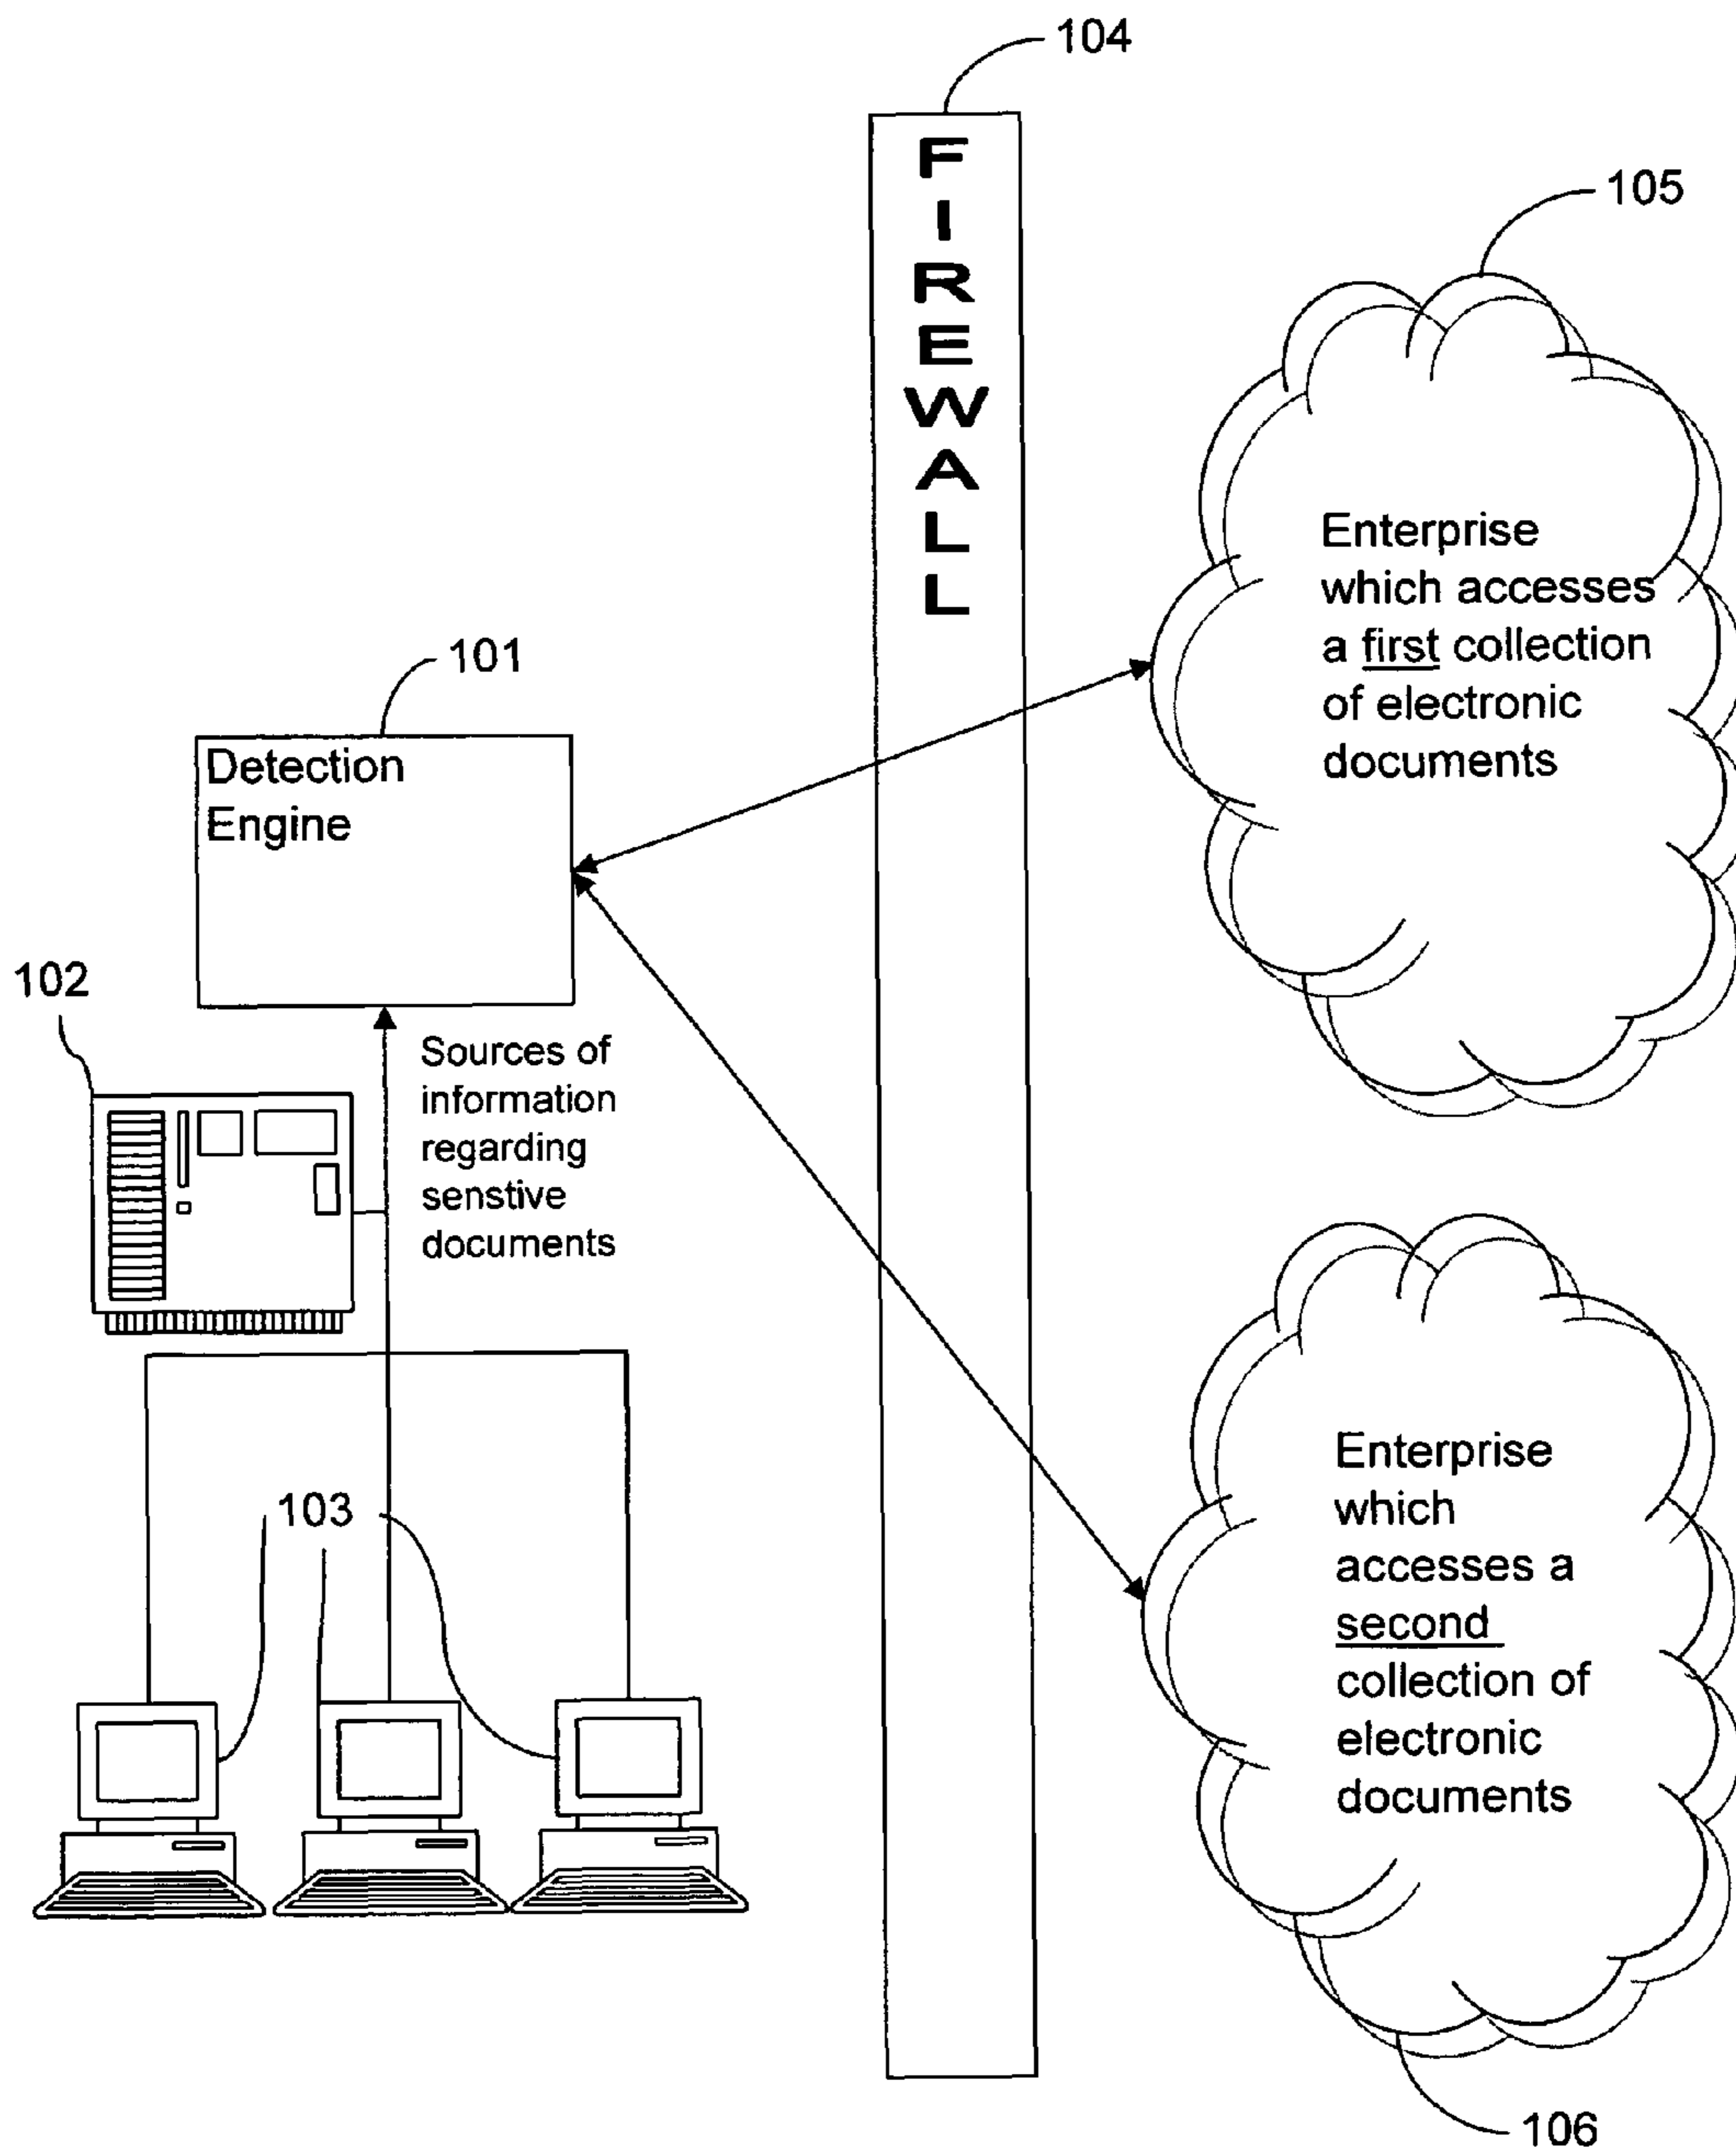 104
FIREWALL
105
Enterprise
which accesses
a first collection
of electronic
documents
101
Detection
Engine
102
Sources of
information
regarding
senstive
documents
103
Enterprise
which
accesses a
second
collection of
electronic
documents
106